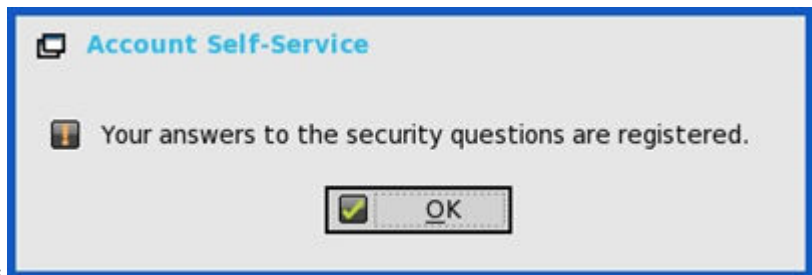 Account Self-Service
Your answers to the security questions are registered.
OK